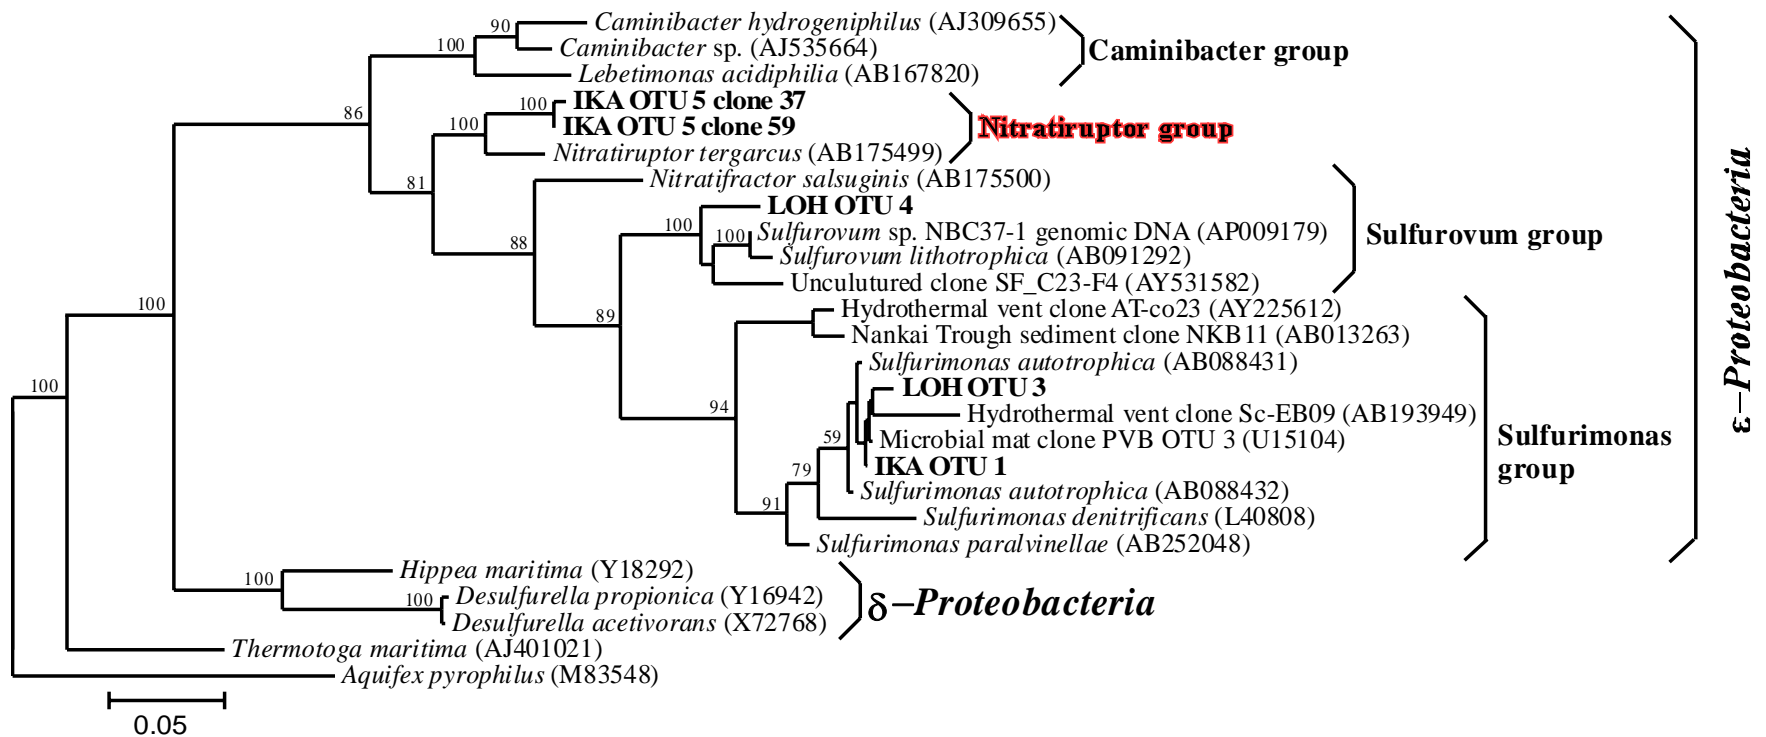 90
Caminibacter hydrogeniphilus (AJ309655)
100
Caminibacter sp. (AJ535664)
Caminibacter group
Lebetimonas acidiphilia (AB167820)
86
100
IKA OTU 5 clone 37
100
IKA OTU 5 clone 59
Nitratiruptor group
Nitratiruptor tergarcus (AB175499)
81
Nitratifractor salsuginis (AB175500)
LOH OTU 4
88
100
100
Sulfurovum sp. NBC37-1 genomic DNA (AP009179)
Sulfurovum group
Sulfurovum lithotrophica (AB091292)
Unculutured clone SF_C23-F4 (AY531582)
100
89
Hydrothermal vent clone AT-co23 (AY225612)
Nankai Trough sediment clone NKB11 (AB013263)
Sulfurimonas autotrophica (AB088431)
100
LOH OTU 3
94
Hydrothermal vent clone Sc-EB09 (AB193949)
59
Microbial mat clone PVB OTU 3 (U15104)
Sulfurimonas
group
IKA OTU 1
79
Sulfurimonas autotrophica (AB088432)
91
Sulfurimonas denitrificans (L40808)
Sulfurimonas paralvinellae (AB252048)
ε–Proteobacteria
100
Hippea maritima (Y18292)
100
Desulfurella propionica (Y16942)
δ–Proteobacteria
Desulfurella acetivorans (X72768)
Thermotoga maritima (AJ401021)
Aquifex pyrophilus (M83548)
0.05